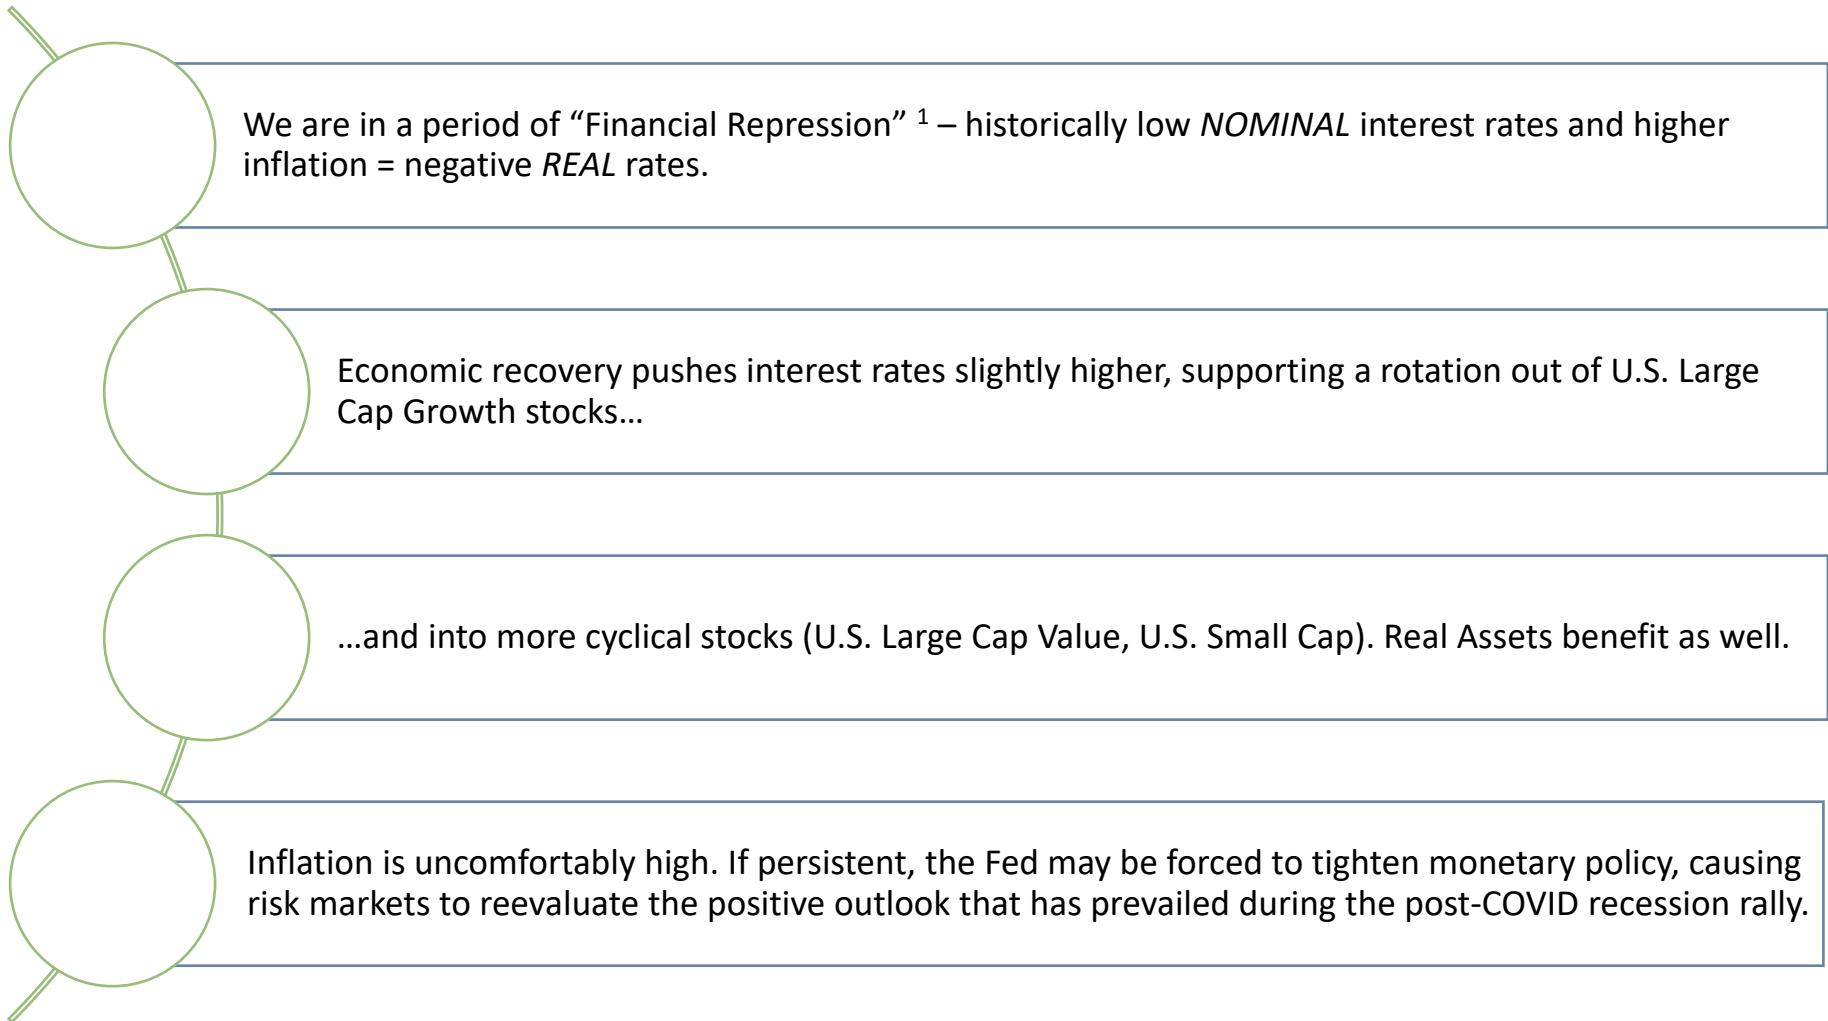 We are in a period of “Financial Repression” ¹ – historically low NOMINAL interest rates and higher
inflation = negative REAL rates.
Economic recovery pushes interest rates slightly higher, supporting a rotation out of U.S. Large
Cap Growth stocks…
…and into more cyclical stocks (U.S. Large Cap Value, U.S. Small Cap). Real Assets benefit as well.
Inflation is uncomfortably high. If persistent, the Fed may be forced to tighten monetary policy, causing
risk markets to reevaluate the positive outlook that has prevailed during the post-COVID recession rally.